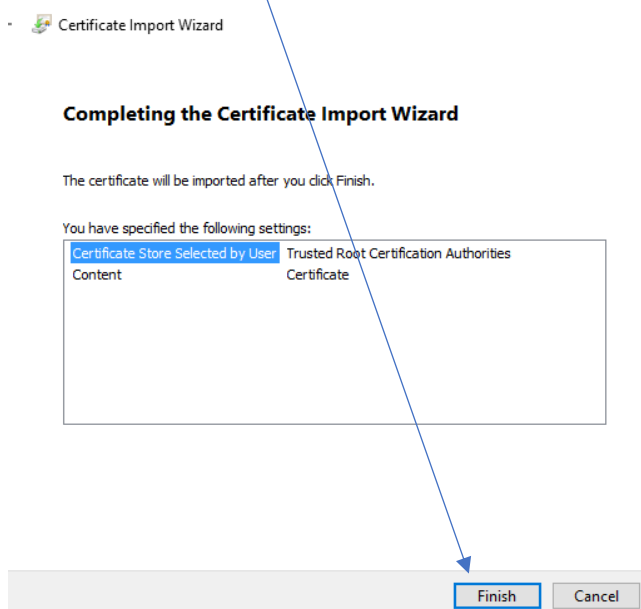 Certificate Import Wizard
Completing the Certificate Import Wizard
The certificate will be imported after you click Finish.
You have specified the following settings:
Certificate Store Selected by User Trusted Root Certification Authorities
Content Certificate
Finish Cancel